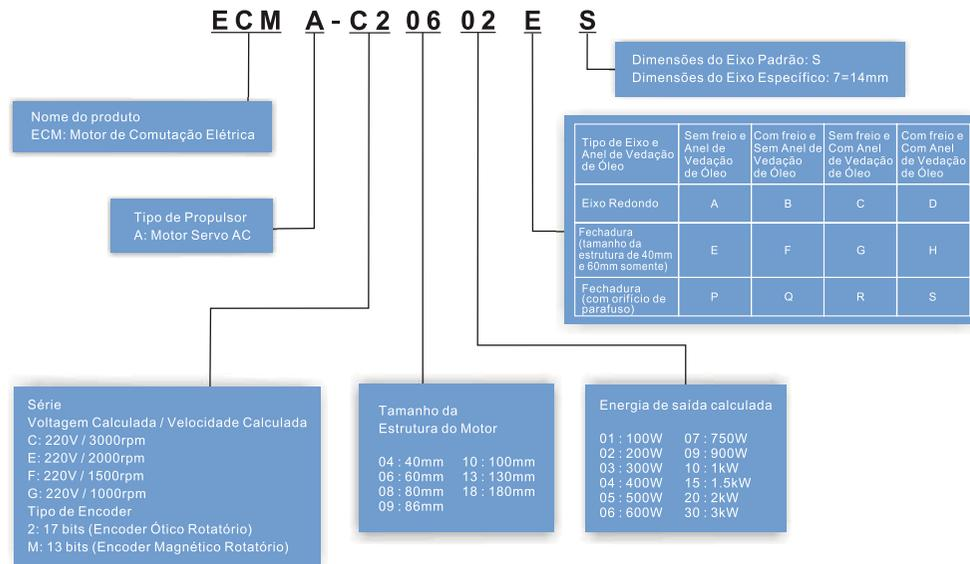 ECM A-C2 06 02 E S
Dimensões do Eixo Padrão: S
Dimensões do Eixo Específico: 7=14mm
Nome do produto
ECM: Motor de Comutação Elétrica
Tipo de Eixo e
Anel de Vedação
de Óleo
Sem freio e
Anel de
Vedação
de Óleo
Com freio e
Sem Anel de
Vedação
de Óleo
Sem freio e
Com Anel
de Vedação
de Óleo
Com freio e
Com Anel
de Vedação
de Óleo
Eixo Redondo A B C D
Fechadura
(tamanho da
estrutura de 40mm
e 60mm somente)
E F G H
Fechadura
(com orifício de
parafuso)
P Q R S
Tipo de Propulsor
A: Motor Servo AC
Série
Voltagem Calculada / Velocidade Calculada
C: 220V / 3000rpm
E: 220V / 2000rpm
F: 220V / 1500rpm
G: 220V / 1000rpm
Tipo de Encoder
2: 17 bits (Encoder Ótico Rotatório)
M: 13 bits (Encoder Magnético Rotatório)
Tamanho da
Estrutura do Motor
04 : 40mm 10 : 100mm
06 : 60mm 13 : 130mm
08 : 80mm 18 : 180mm
09 : 86mm
Energia de saída calculada
01 : 100W 07 : 750W
02 : 200W 09 : 900W
03 : 300W 10 : 1kW
04 : 400W 15 : 1.5kW
05 : 500W 20 : 2kW
06 : 600W 30 : 3kW